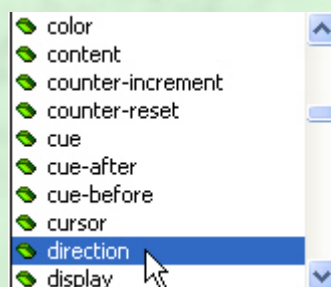 color
content
counter-increment
counter-reset
cue
cue-after
cue-before
cursor
direction
display